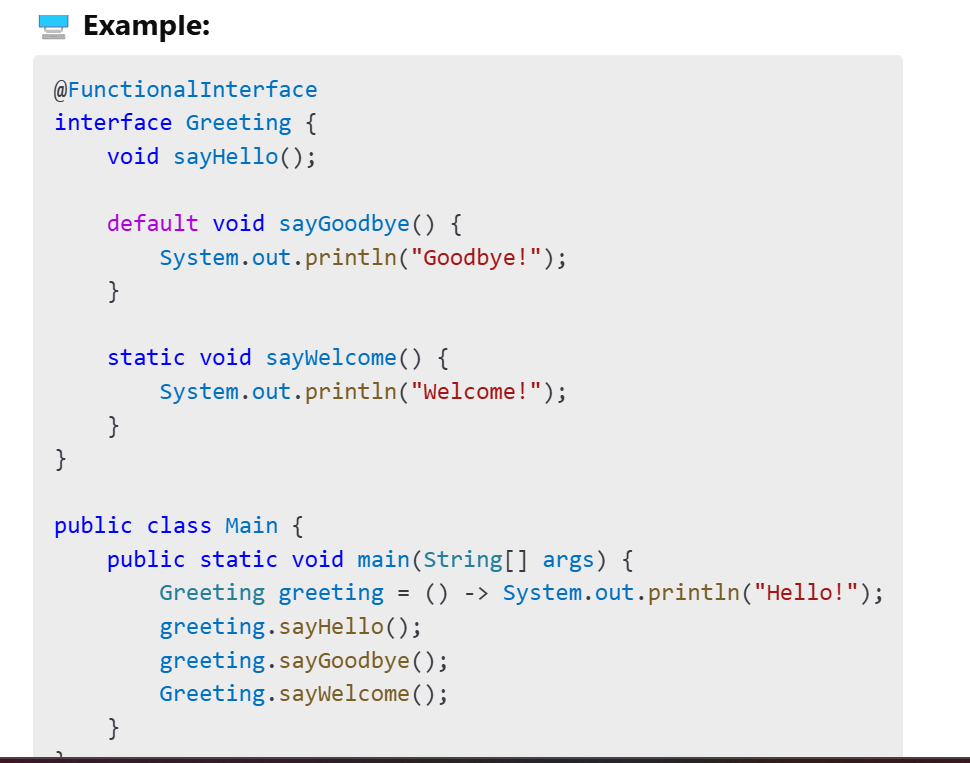 Example:
@FunctionalInterface
interface Greeting {
    void sayHello();

    default void sayGoodbye() {
        System.out.println("Goodbye!");
    }

    static void sayWelcome() {
        System.out.println("Welcome!");
    }
}

public class Main {
    public static void main(String[] args) {
        Greeting greeting = () -> System.out.println("Hello!");
        greeting.sayHello();
        greeting.sayGoodbye();
        Greeting.sayWelcome();
    }
}